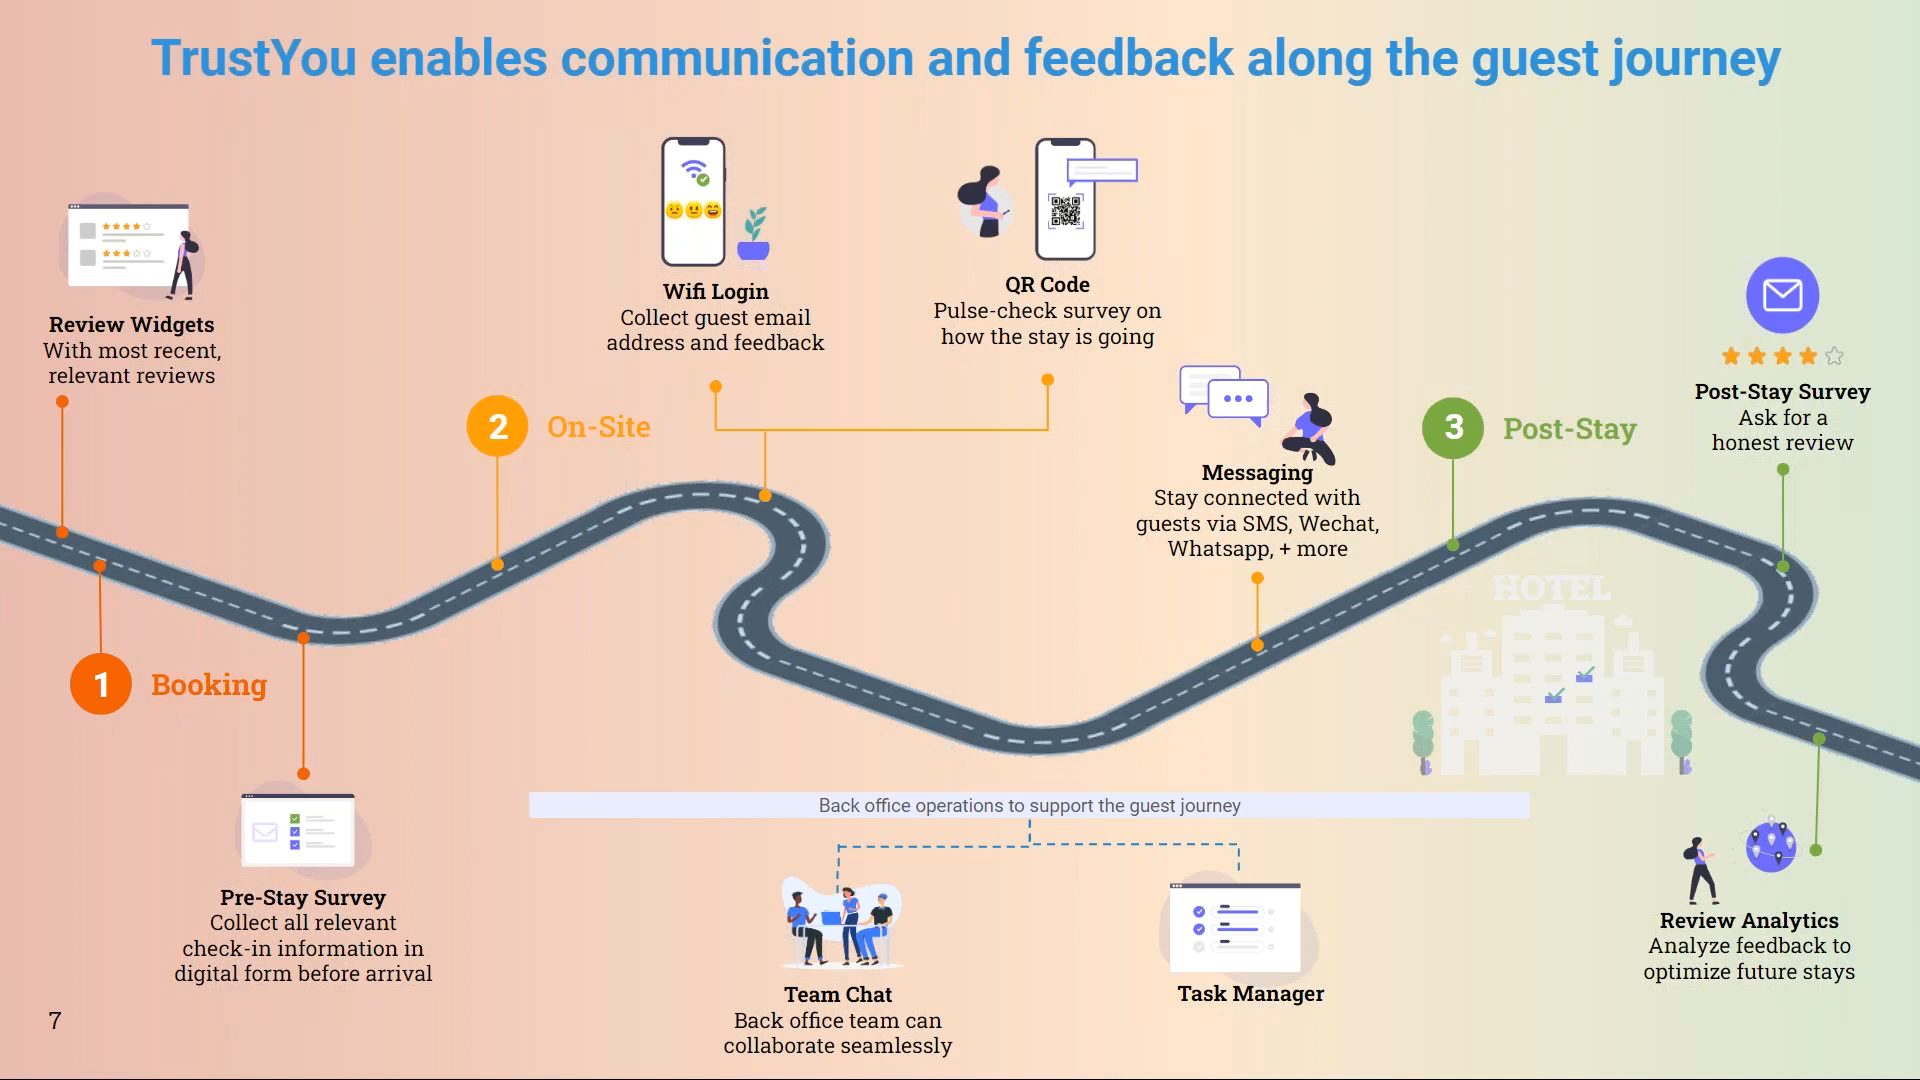 TrustYou enables communication and feedback along the guest journey
Review Widgets
With most recent,
relevant reviews
1
Booking
Pre-Stay Survey
Collect all relevant
check-in information in
digital form before arrival
2
On-Site
Wifi Login
Collect guest email
address and feedback
QR Code
Pulse-check survey on
how the stay is going
Messaging
Stay connected with
guests via SMS, Wechat,
Whatsapp, + more
3
Post-Stay
Post-Stay Survey
Ask for a
honest review
HOTEL
Review Analytics
Analyze feedback to
optimize future stays
Back office operations to support the guest journey
Team Chat
Back office team can
collaborate seamlessly
Task Manager
7